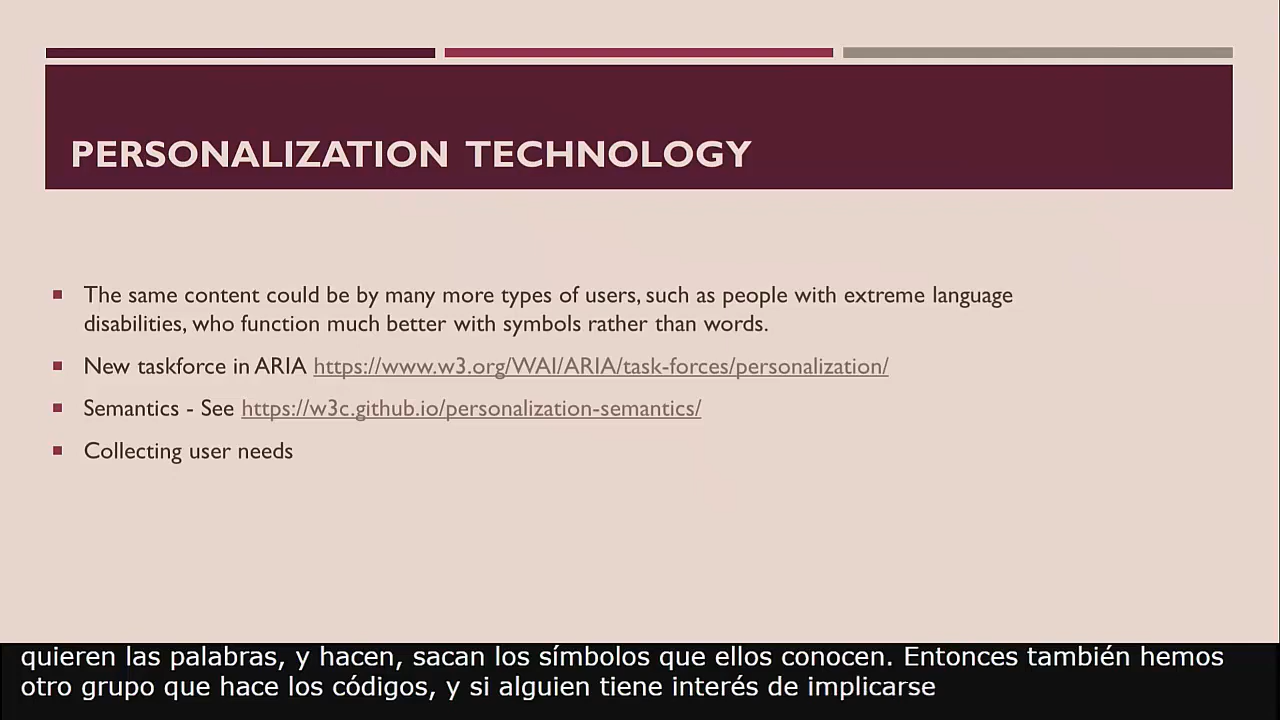 PERSONALIZATION TECHNOLOGY
The same content could be by many more types of users, such as people with extreme language
disabilities, who function much better with symbols rather than words.
New taskforce in ARIA https://www.w3.org/WAI/ARIA/task-forces/personalization/
Semantics - See https://w3c.github.io/personalization-semantics/
Collecting user needs
quieren las palabras, y hacen, sacan los símbolos que ellos conocen. Entonces también hemos
otro grupo que hace los códigos, y si alguien tiene interés de implicarse